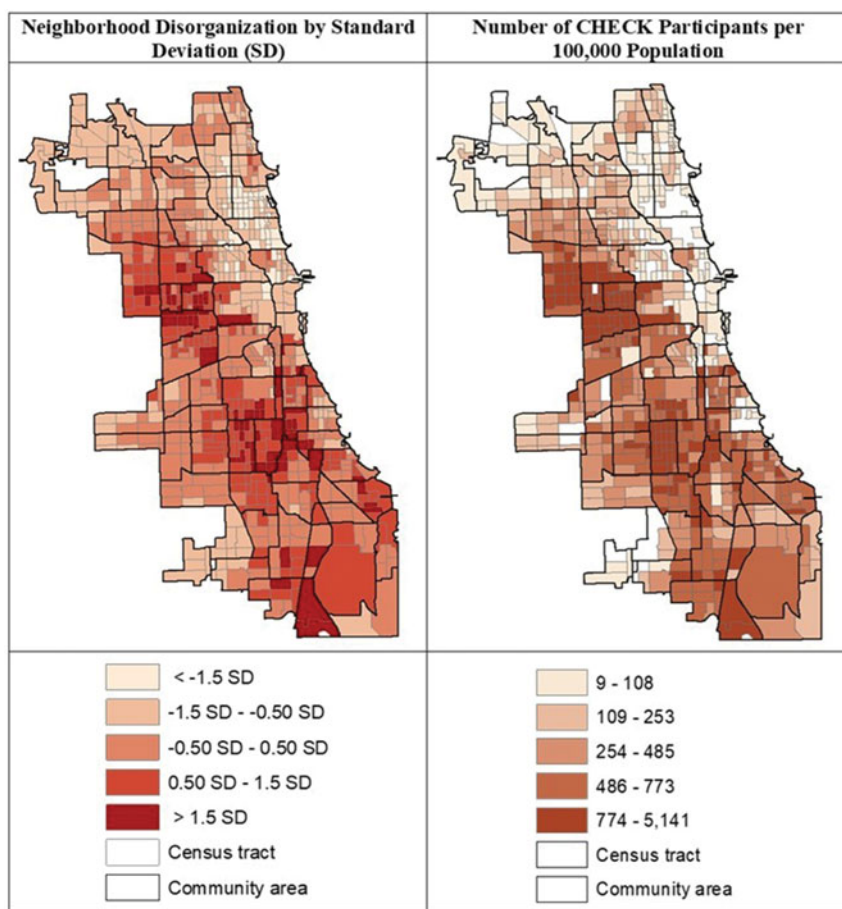 Neighborhood Disorganization by Standard
Deviation (SD)
Number of CHECK Participants per
100,000 Population
< -1.5 SD
-1.5 SD - -0.50 SD
-0.50 SD - 0.50 SD
0.50 SD - 1.5 SD
> 1.5 SD
Census tract
Community area
9 - 108
109 - 253
254 - 485
486 - 773
774 - 5,141
Census tract
Community area